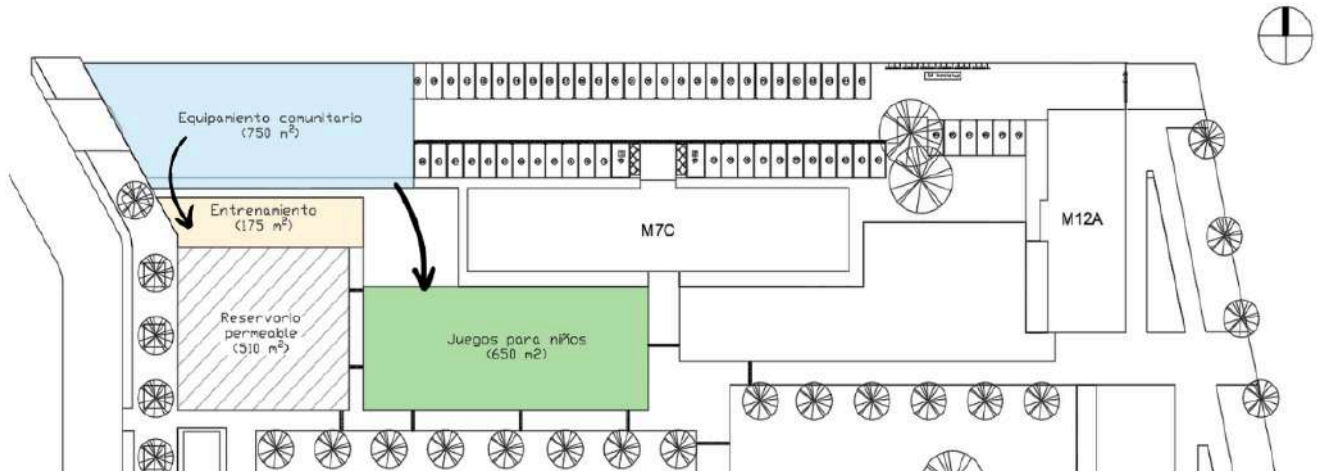 Equipamiento comunitario
(750 m²)
Entrenamiento
(175 m²)
M7C
M12A
Reservorio
permeable
(510 m²)
Juegos para niños
(650 m2)